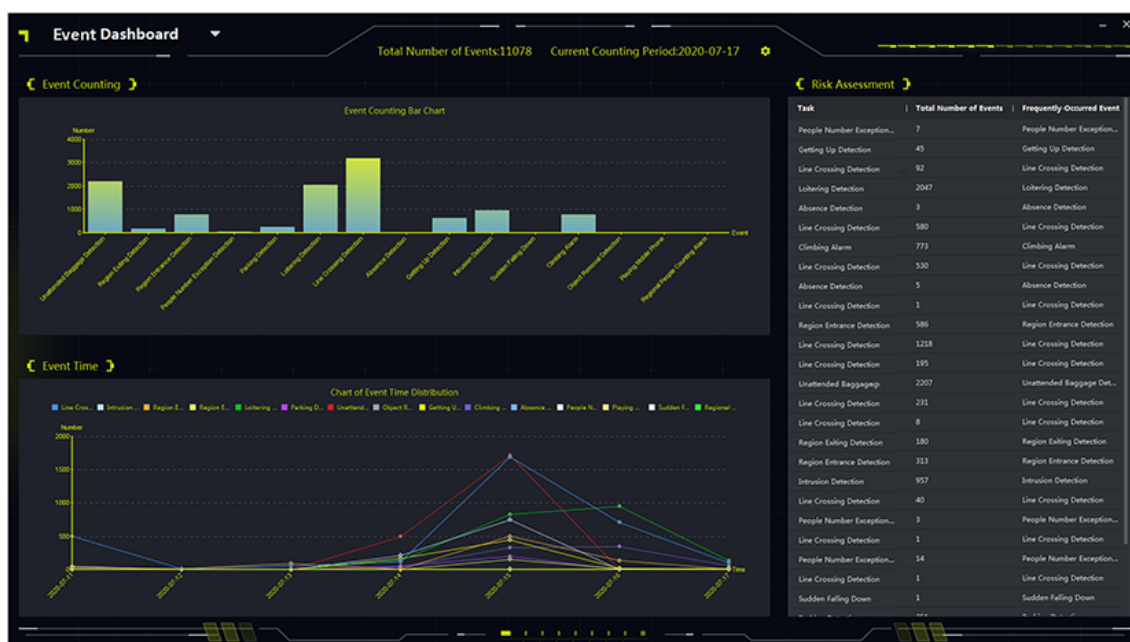 Event Dashboard
Total Number of Events:11078 Current Counting Period:2020-07-17
Event Counting
Event Counting Bar Chart
Number
4000
3000
2000
1000
0
Event
Unattended Baggage Detection
Region Exiting Detection
Region Entrance Detection
People Number Exception Detection
Parking Detection
Loitering Detection
Line Crossing Detection
Absence Detection
Getting Up Detection
Intrusion Detection
Sudden Falling Down
Climbing Alarm
Object Removal Detection
Playing Mobile Phone
Regional People Counting Alarm
Event Time
Chart of Event Time Distribution
Line Cros... Intrusion ... Region E... Region E... Loitering ... Parking D... Unattend... Object R... Getting U... Climbing ... Absence ... People N... Playing ... Sudden F... Regional ...
Number
2000
1500
1000
500
0
Time
2020-07-11
2020-07-12
2020-07-13
2020-07-14
2020-07-15
2020-07-16
2020-07-17
Risk Assessment
Task | Total Number of Events | Frequently-Occurred Event
People Number Exception... 7 People Number Exception...
Getting Up Detection 45 Getting Up Detection
Line Crossing Detection 92 Line Crossing Detection
Loitering Detection 2047 Loitering Detection
Absence Detection 3 Absence Detection
Line Crossing Detection 580 Line Crossing Detection
Climbing Alarm 773 Climbing Alarm
Line Crossing Detection 530 Line Crossing Detection
Absence Detection 5 Absence Detection
Line Crossing Detection 1 Line Crossing Detection
Region Entrance Detection 586 Region Entrance Detection
Line Crossing Detection 1218 Line Crossing Detection
Line Crossing Detection 195 Line Crossing Detection
Unattended Baggage 2207 Unattended Baggage Det...
Line Crossing Detection 231 Line Crossing Detection
Line Crossing Detection 8 Line Crossing Detection
Region Exiting Detection 180 Region Exiting Detection
Region Entrance Detection 313 Region Entrance Detection
Intrusion Detection 957 Intrusion Detection
Line Crossing Detection 40 Line Crossing Detection
People Number Exception... 3 People Number Exception...
Line Crossing Detection 1 Line Crossing Detection
People Number Exception... 14 People Number Exception...
Line Crossing Detection 1 Line Crossing Detection
Sudden Falling Down 1 Sudden Falling Down